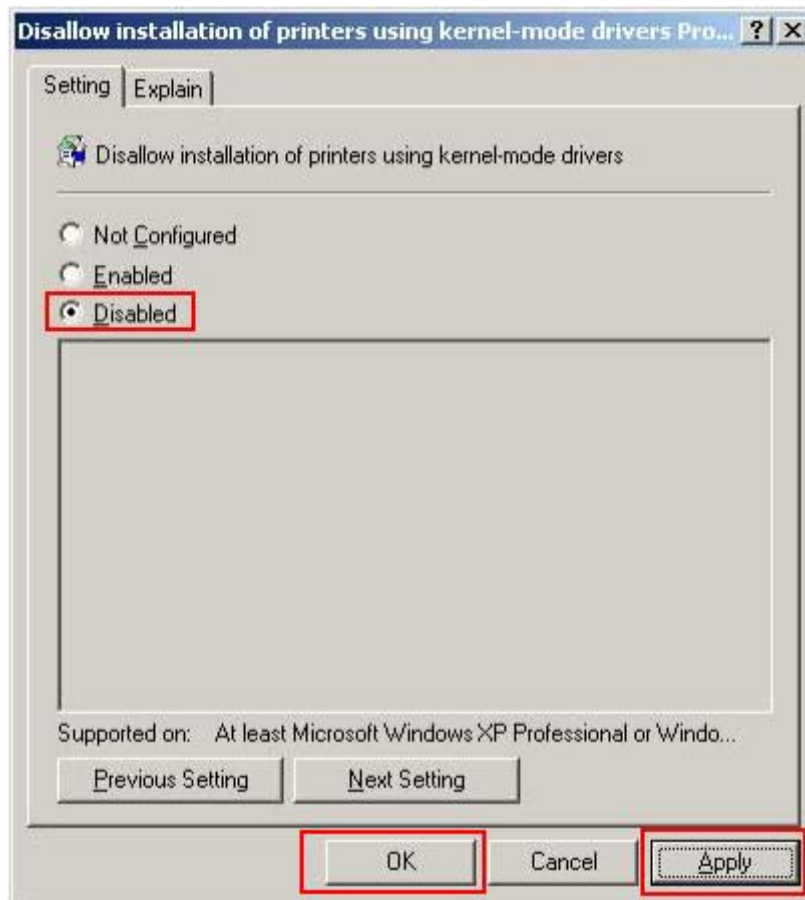 Disallow installation of printers using kernel-mode drivers Pro... ? X
Setting Explain
Disallow installation of printers using kernel-mode drivers
Not Configured
Enabled
Disabled
Supported on: At least Microsoft Windows XP Professional or Windo...
Previous Setting Next Setting
OK Cancel Apply